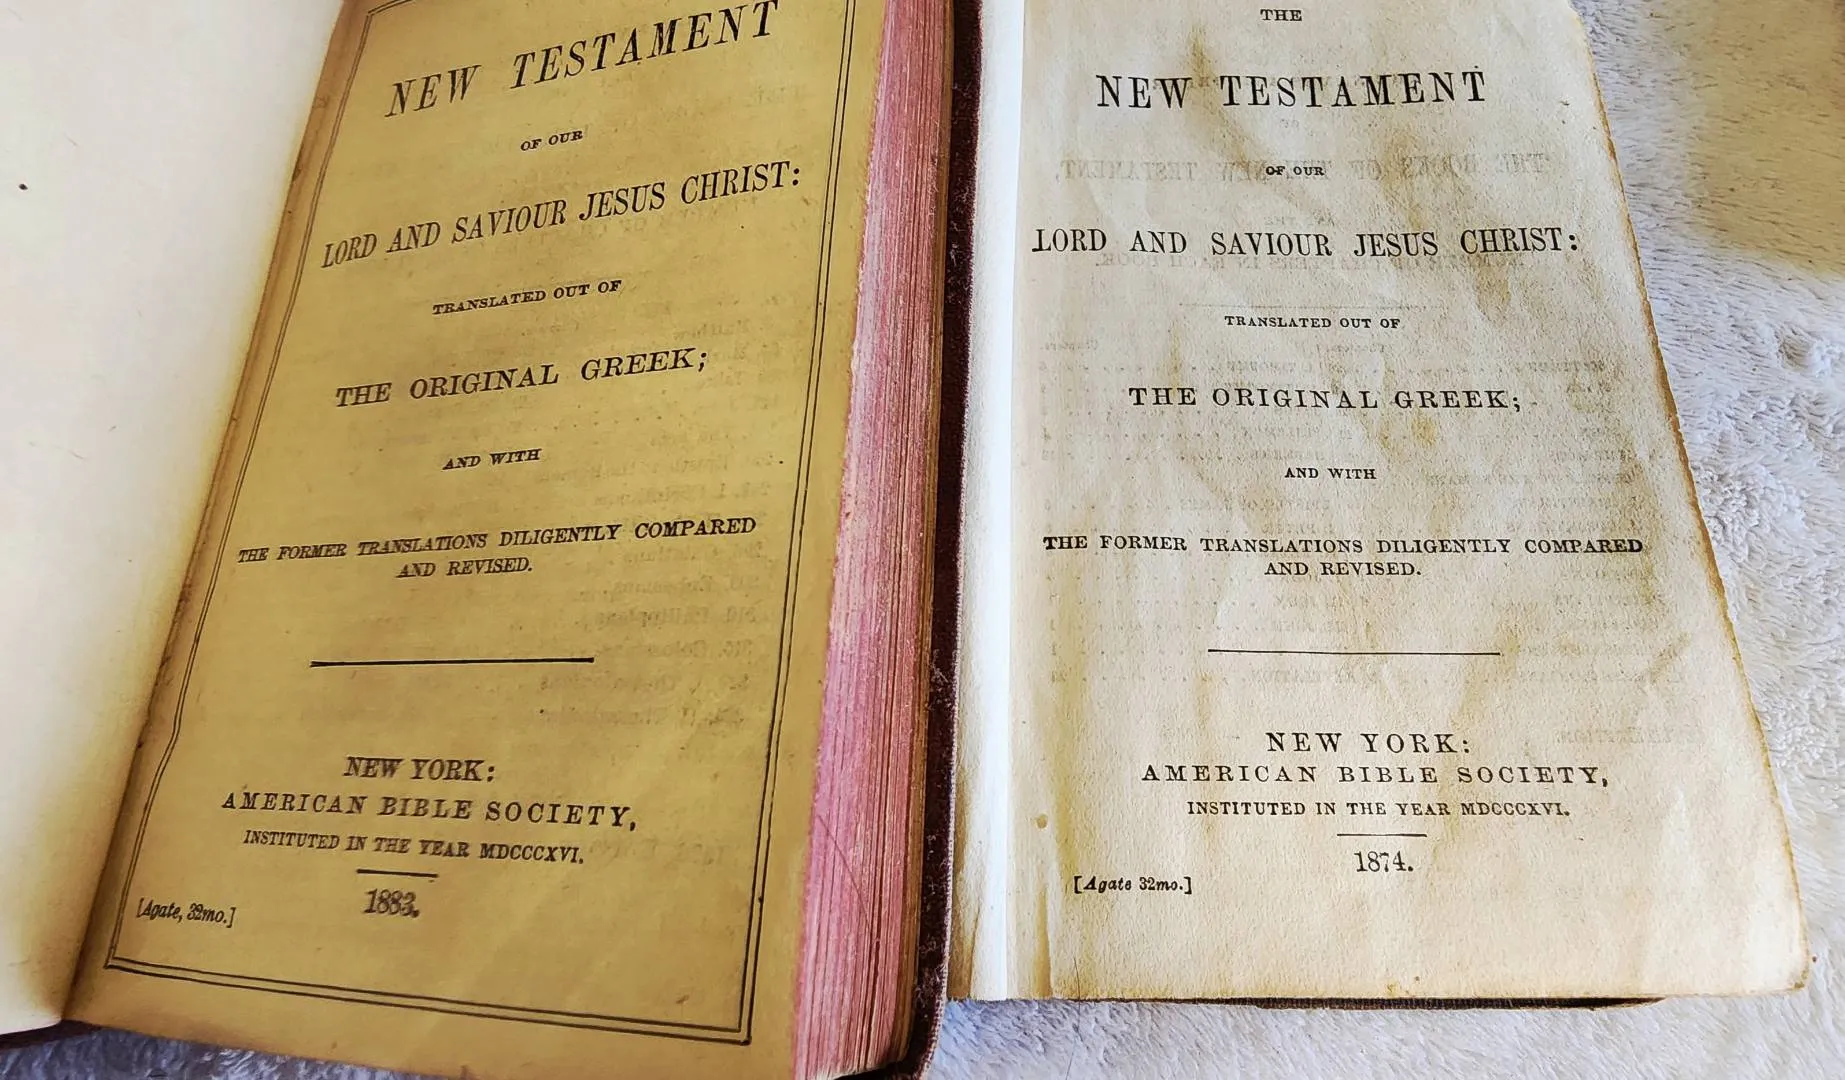 NEW TESTAMENT
OF OUR
LORD AND SAVIOUR JESUS CHRIST:
TRANSLATED OUT OF
THE ORIGINAL GREEK;
AND WITH
THE FORMER TRANSLATIONS DILIGENTLY COMPARED
AND REVISED.
NEW YORK:
AMERICAN BIBLE SOCIETY,
INSTITUTED IN THE YEAR MDCCCXVI.
1883.
[Agate, 32mo.]
THE
NEW TESTAMENT
OF OUR
LORD AND SAVIOUR JESUS CHRIST:
TRANSLATED OUT OF
THE ORIGINAL GREEK;
AND WITH
THE FORMER TRANSLATIONS DILIGENTLY COMPARED
AND REVISED.
NEW YORK:
AMERICAN BIBLE SOCIETY,
INSTITUTED IN THE YEAR MDCCCXVI.
1874.
[Agate 32mo.]